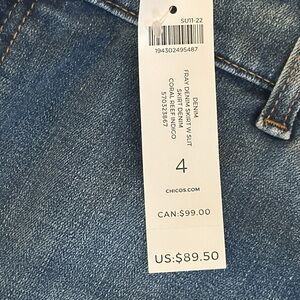 SU11-22
194302495487
DENIM
FRAY DENIM SKIRT W SLIT
SKIRT DENIM
CORAL REEF INDIGO
570323867
4
CHICOS.COM
CAN:$99.00
US:$89.50